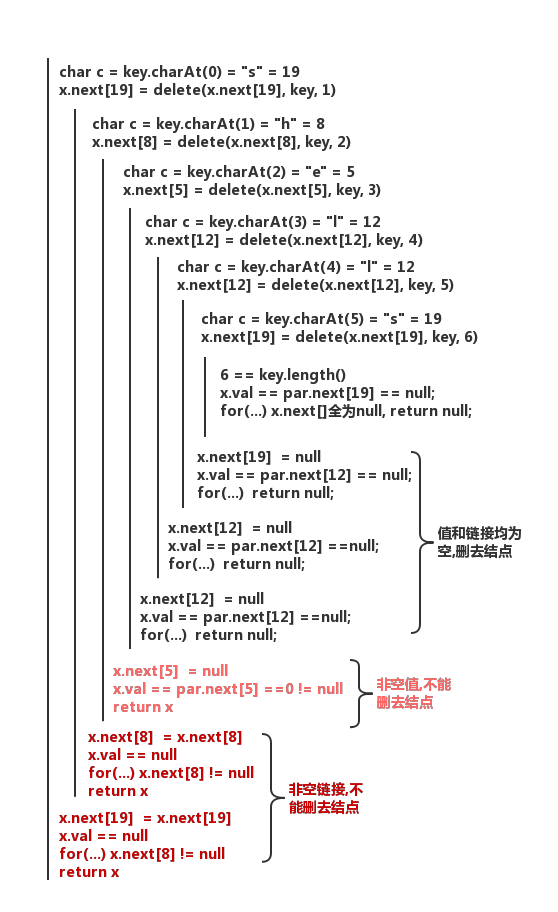 char c = key.charAt(0) = "s" = 19
x.next[19] = delete(x.next[19], key, 1)
char c = key.charAt(1) = "h" = 8
x.next[8] = delete(x.next[8], key, 2)
char c = key.charAt(2) = "e" = 5
x.next[5] = delete(x.next[5], key, 3)
char c = key.charAt(3) = "l" = 12
x.next[12] = delete(x.next[12], key, 4)
char c = key.charAt(4) = "l" = 12
x.next[12] = delete(x.next[12], key, 5)
char c = key.charAt(5) = "s" = 19
x.next[19] = delete(x.next[19], key, 6)
6 == key.length()
x.val == par.next[19] == null;
for(...) x.next[]全为null, return null;
x.next[19]  = null
x.val == par.next[12] == null;
for(...)  return null;
x.next[12]  = null
x.val == par.next[12] ==null;
for(...)  return null;
x.next[12]  = null
x.val == par.next[12] ==null;
for(...)  return null;
值和链接均为
空,删去结点
x.next[5]  = null
x.val == par.next[5] ==0 != null
return x
非空值,不能
删去结点
x.next[8]  = x.next[8]
x.val == null
for(...) x.next[8] != null
return x
x.next[19]  = x.next[19]
x.val == null
for(...) x.next[8] != null
return x
非空链接,不
能删去结点